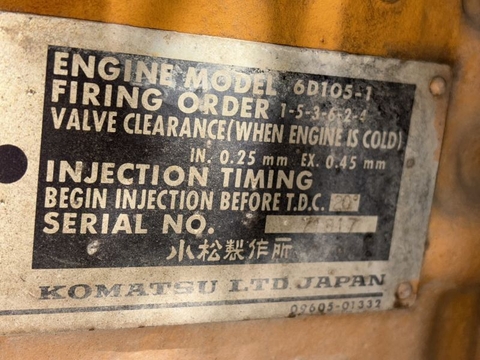 ENGINE MODEL 6D105-1
FIRING ORDER 1-5-3-6-2-4
VALVE CLEARANCE (WHEN ENGINE IS COLD)
IN. 0.25 mm EX. 0.45 mm
INJECTION TIMING
BEGIN INJECTION BEFORE T.D.C.
SERIAL NO.
小松製作所
KOMATSU LTD. JAPAN
09605-01332